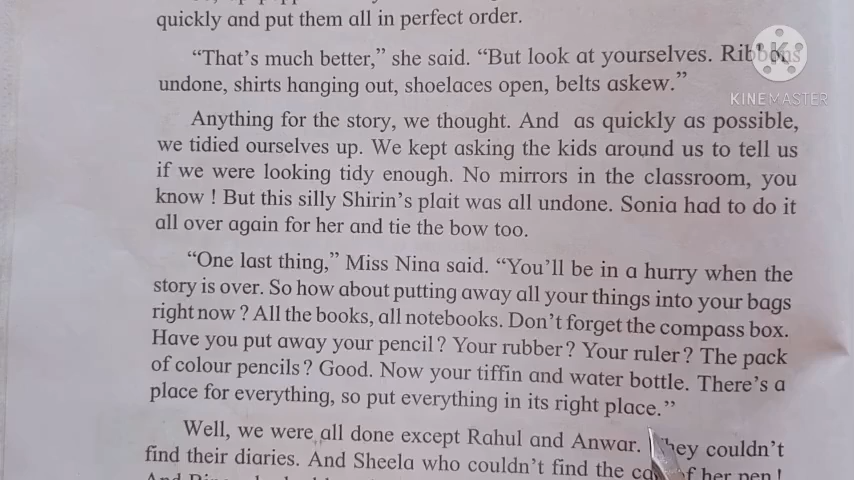 quickly and put them all in perfect order.
“That’s much better,” she said. “But look at yourselves. Ribbons
undone, shirts hanging out, shoelaces open, belts askew.”
KINEMASTER
Anything for the story, we thought. And as quickly as possible,
we tidied ourselves up. We kept asking the kids around us to tell us
if we were looking tidy enough. No mirrors in the classroom, you
know ! But this silly Shirin’s plait was all undone. Sonia had to do it
all over again for her and tie the bow too.
“One last thing,” Miss Nina said. “You’ll be in a hurry when the
story is over. So how about putting away all your things into your bags
right now ? All the books, all notebooks. Don’t forget the compass box.
Have you put away your pencil ? Your rubber ? Your ruler ? The pack
of colour pencils ? Good. Now your tiffin and water bottle. There’s a
place for everything, so put everything in its right place.”
Well, we were all done except Rahul and Anwar. They couldn’t
find their diaries. And Sheela who couldn’t find the of her pen !